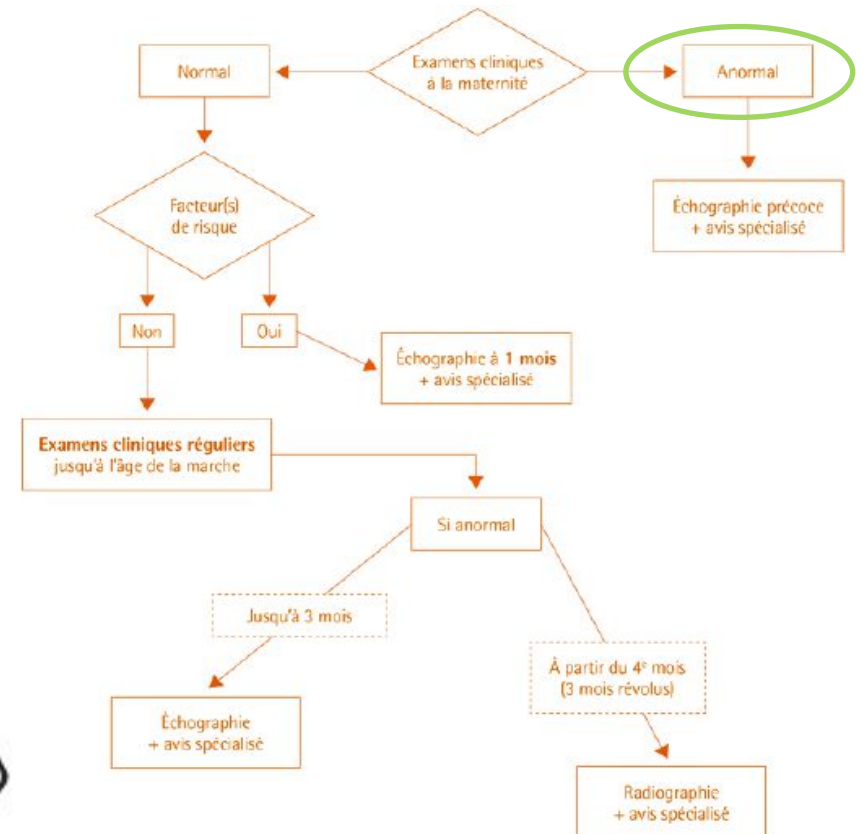 Examens cliniques
à la maternité
Normal
Anormal
Échographie précoce
+ avis spécialisé
Facteur(s)
de risque
Non
Oui
Échographie à 1 mois
+ avis spécialisé
Examens cliniques réguliers
jusqu'à l'âge de la marche
Si anormal
Jusqu'à 3 mois
À partir du 4e mois
(3 mois révolus)
Échographie
+ avis spécialisé
Radiographie
+ avis spécialisé